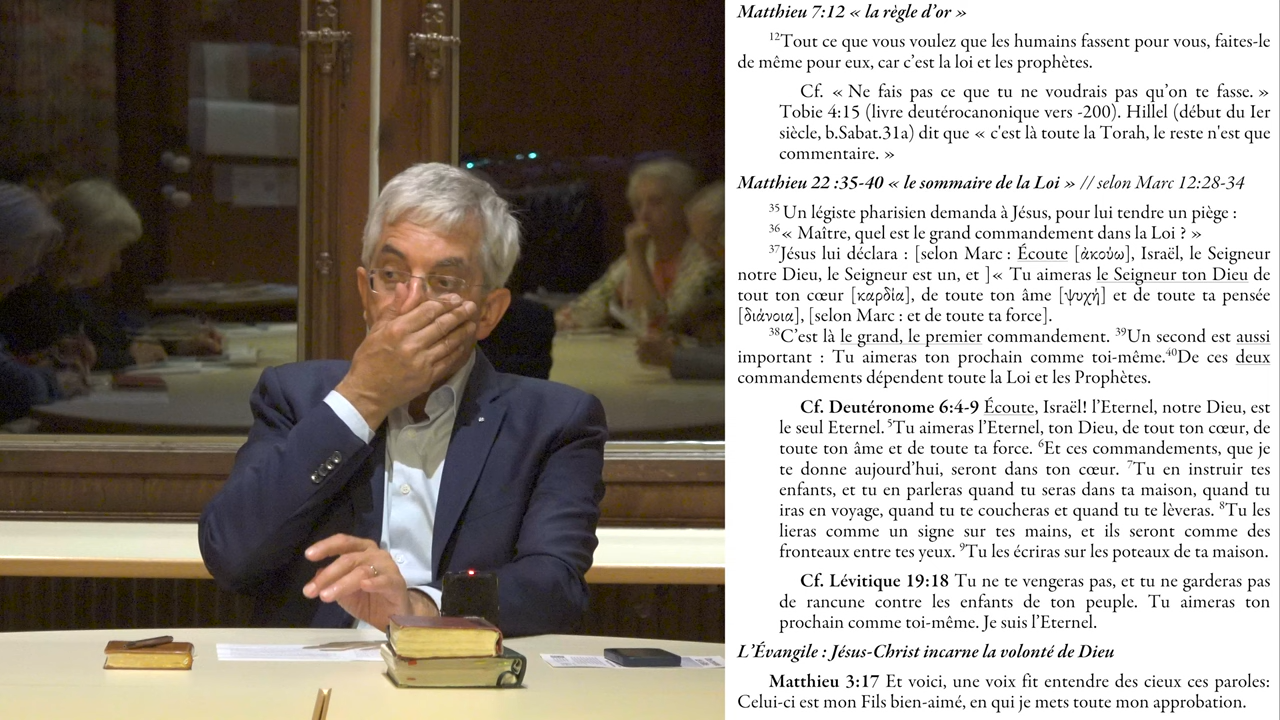 Matthieu 7:12 « la règle d’or »
12Tout ce que vous voulez que les humains fassent pour vous, faites-le
de même pour eux, car c’est la loi et les prophètes.
Cf. « Ne fais pas ce que tu ne voudrais pas qu’on te fasse. »
Tobie 4:15 (livre deutérocanonique vers -200). Hillel (début du Ier
siècle, b.Sabat.31a) dit que « c'est là toute la Torah, le reste n'est que
commentaire. »
Matthieu 22 :35-40 « le sommaire de la Loi » // selon Marc 12:28-34
35 Un légiste pharisien demanda à Jésus, pour lui tendre un piège :
36« Maître, quel est le grand commandement dans la Loi ? »
37Jésus lui déclara : [selon Marc : Écoute [ἀκούω], Israël, le Seigneur
notre Dieu, le Seigneur est un, et ]« Tu aimeras le Seigneur ton Dieu de
tout ton cœur [καρδία], de toute ton âme [ψυχή] et de toute ta pensée
[διάνοια], [selon Marc : et de toute ta force].
38C’est là le grand, le premier commandement. 39Un second est aussi
important : Tu aimeras ton prochain comme toi-même.40De ces deux
commandements dépendent toute la Loi et les Prophètes.
Cf. Deutéronome 6:4-9 Écoute, Israël! l’Eternel, notre Dieu, est
le seul Eternel. 5Tu aimeras l’Eternel, ton Dieu, de tout ton cœur, de
toute ton âme et de toute ta force. 6Et ces commandements, que je
te donne aujourd’hui, seront dans ton cœur. 7Tu en instruir tes
enfants, et tu en parleras quand tu seras dans ta maison, quand tu
iras en voyage, quand tu te coucheras et quand tu te lèveras. 8Tu les
lieras comme un signe sur tes mains, et ils seront comme des
fronteaux entre tes yeux. 9Tu les écriras sur les poteaux de ta maison.
Cf. Lévitique 19:18 Tu ne te vengeras pas, et tu ne garderas pas
de rancune contre les enfants de ton peuple. Tu aimeras ton
prochain comme toi-même. Je suis l’Eternel.
L’Évangile : Jésus-Christ incarne la volonté de Dieu
Matthieu 3:17 Et voici, une voix fit entendre des cieux ces paroles:
Celui-ci est mon Fils bien-aimé, en qui je mets toute mon approbation.